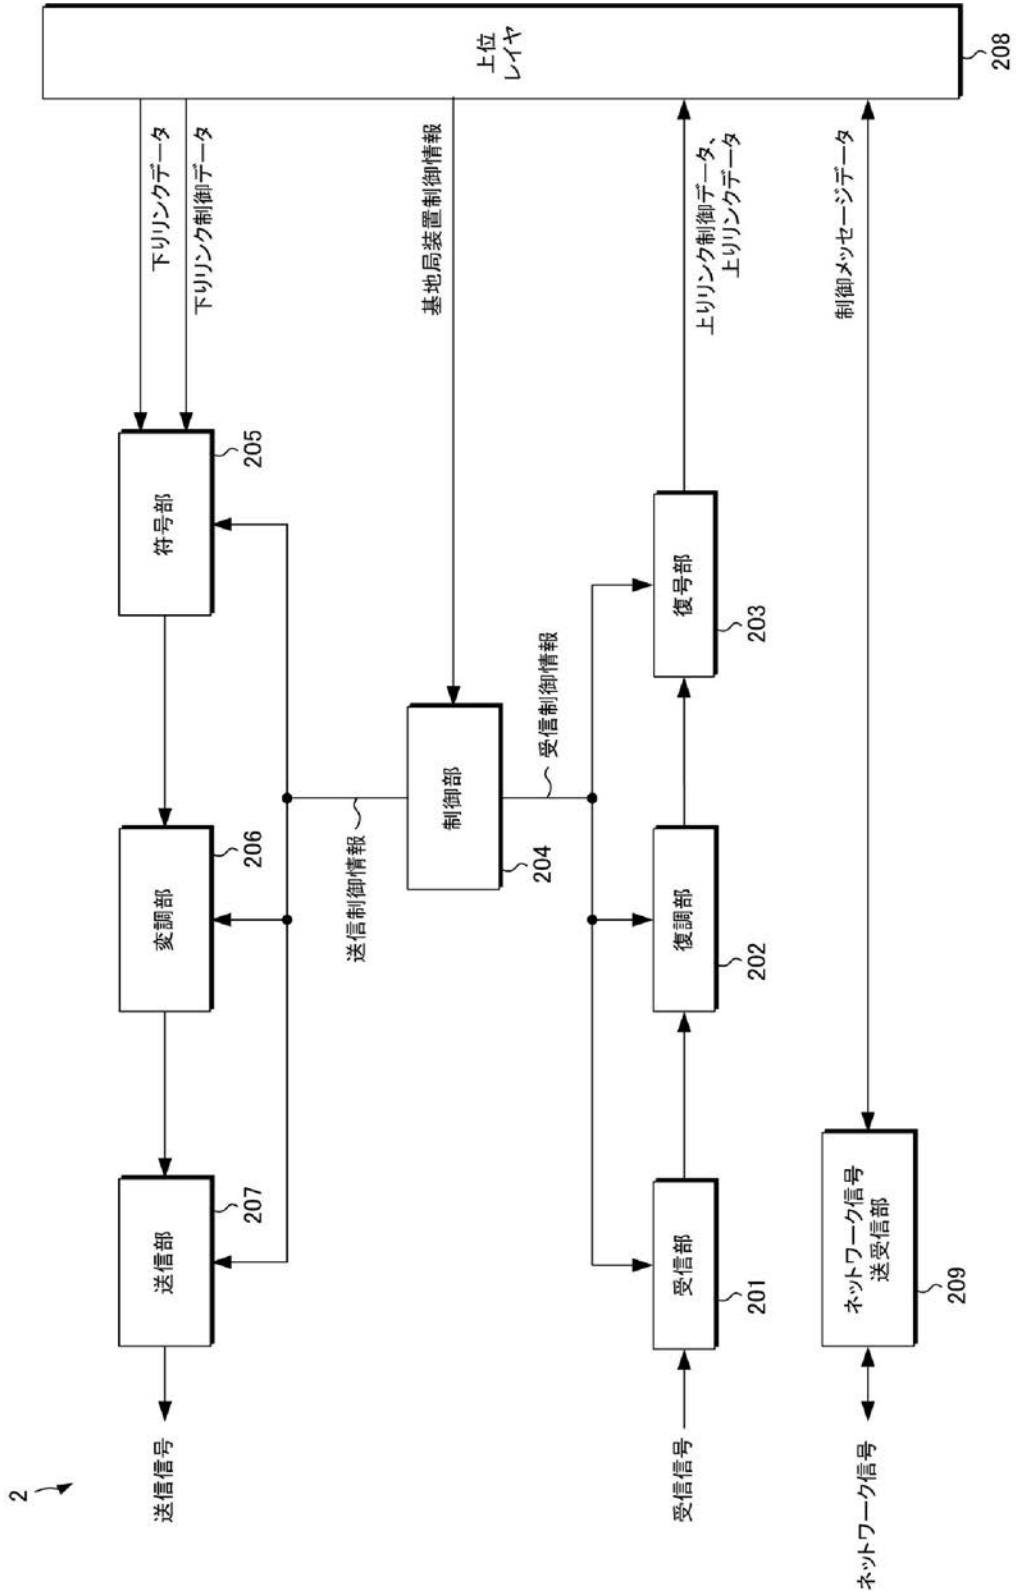 2
上位
レイヤ
208
下りリンクデータ
下りリンク制御データ
基地局装置制御情報
上りリンク制御データ、
上りリンクデータ
制御メッセージデータ
符号部
205
変調部
206
送信部
207
送信信号
送信制御情報
制御部
204
受信制御情報
復号部
203
復調部
202
受信部
201
受信信号
ネットワーク信号
送受信部
209
ネットワーク信号